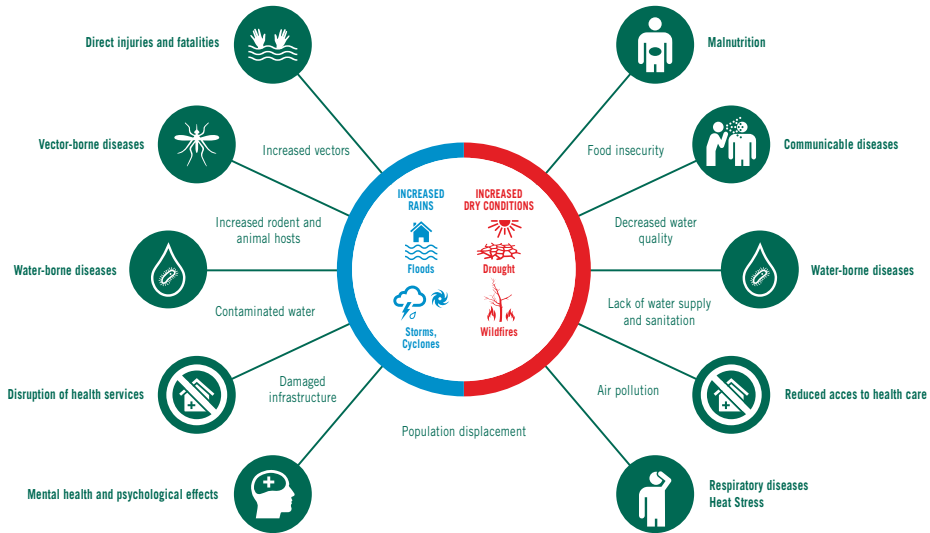 Direct injuries and fatalities
Vector-borne diseases
Water-borne diseases
Disruption of health services
Mental health and psychological effects
Increased vectors
Increased rodent and
animal hosts
Contaminated water
Damaged
infrastructure
INCREASED
RAINS
Floods
Storms,
Cyclones
INCREASED
DRY CONDITIONS
Drought
Wildfires
Population displacement
Food insecurity
Decreased water
quality
Lack of water supply
and sanitation
Air pollution
Malnutrition
Communicable diseases
Water-borne diseases
Reduced acces to health care
Respiratory diseases
Heat Stress